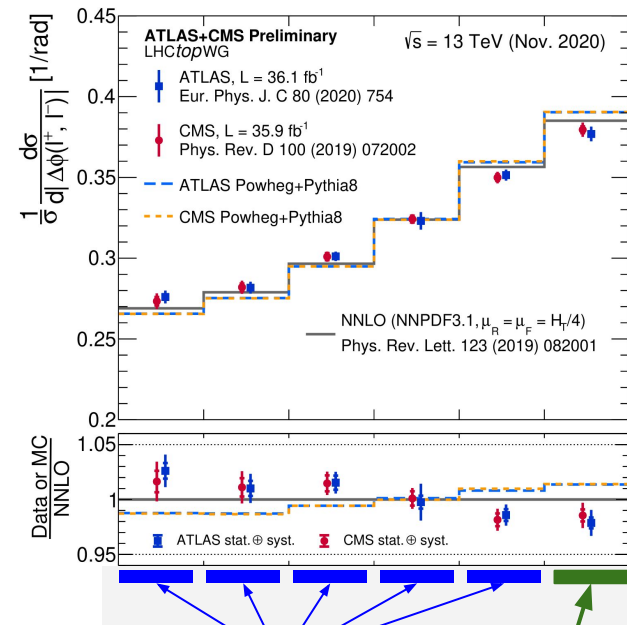 0.45
ATLAS+CMS Preliminary
LHCtopWG
√s = 13 TeV (Nov. 2020)
1/σ dσ/d|Δϕ(l⁺, l⁻)| [1/rad]
ATLAS, L = 36.1 fb⁻¹
Eur. Phys. J. C 80 (2020) 754
0.4
CMS, L = 35.9 fb⁻¹
Phys. Rev. D 100 (2019) 072002
0.35
ATLAS Powheg+Pythia8
CMS Powheg+Pythia8
0.3
NNLO (NNPDF3.1, μ_R = μ_F = H_T/4)
Phys. Rev. Lett. 123 (2019) 082001
0.25
0.2
1.05
Data or MC
NNLO
1
ATLAS stat.⊕ syst.
CMS stat.⊕ syst.
0.95